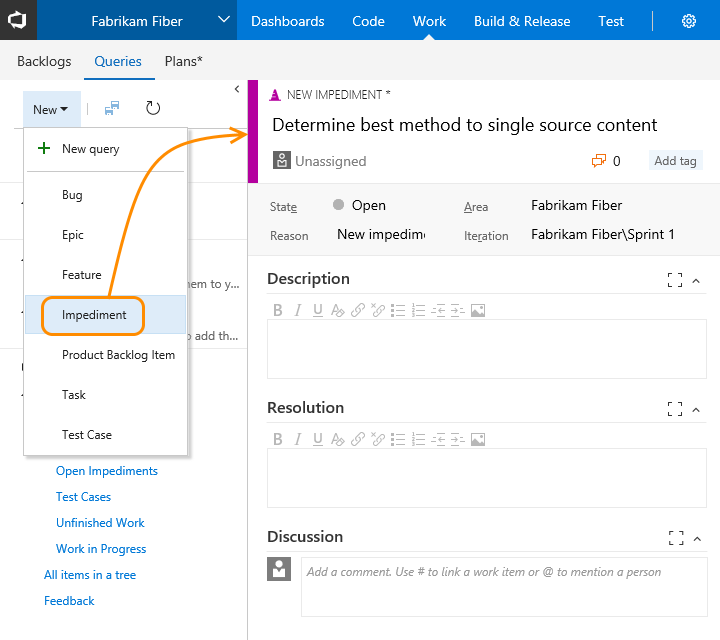 Fabrikam Fiber
Dashboards
Code
Work
Build & Release
Test
Backlogs
Queries
Plans*
New
New query
Bug
Epic
Feature
Impediment
Product Backlog Item
Task
Test Case
to y...
add th...
Open Impediments
Test Cases
Unfinished Work
Work in Progress
All items in a tree
Feedback
NEW IMPEDIMENT *
Determine best method to single source content
Unassigned
0
Add tag
State
Open
Area
Fabrikam Fiber
Reason
New
Iteration
Fabrikam Fiber\Sprint 1
Description
B I U
Resolution
B I U
Discussion
Add a comment. Use # to link a work item or @ to mention a person